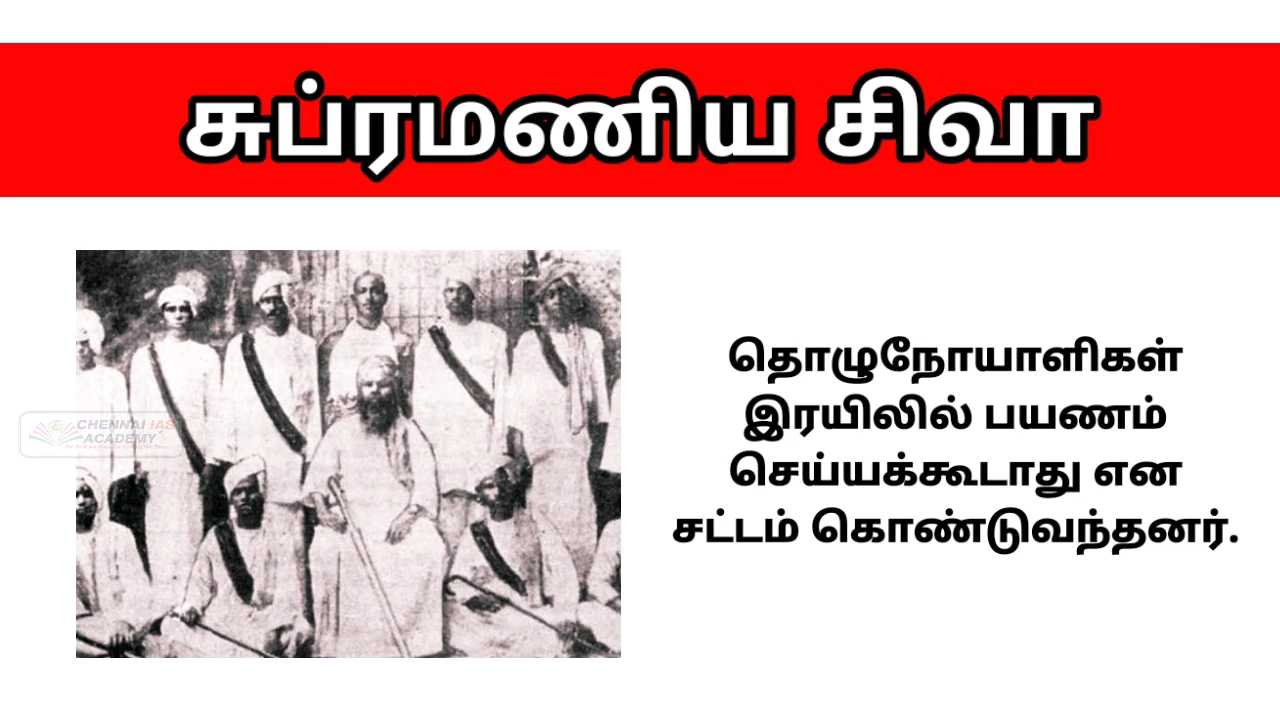 சுப்ரமணிய சிவா
CHENNAI IAS
ACADEMY
தொழுநோயாளிகள்
இரயிலில் பயணம்
செய்யக்கூடாது என
சட்டம் கொண்டுவந்தனர்.